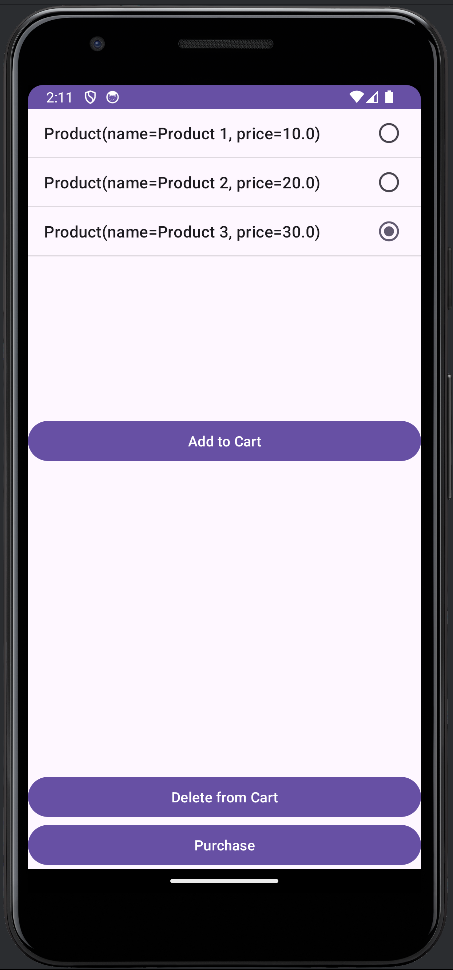 2:11
Product(name=Product 1, price=10.0)
Product(name=Product 2, price=20.0)
Product(name=Product 3, price=30.0)
Add to Cart
Delete from Cart
Purchase